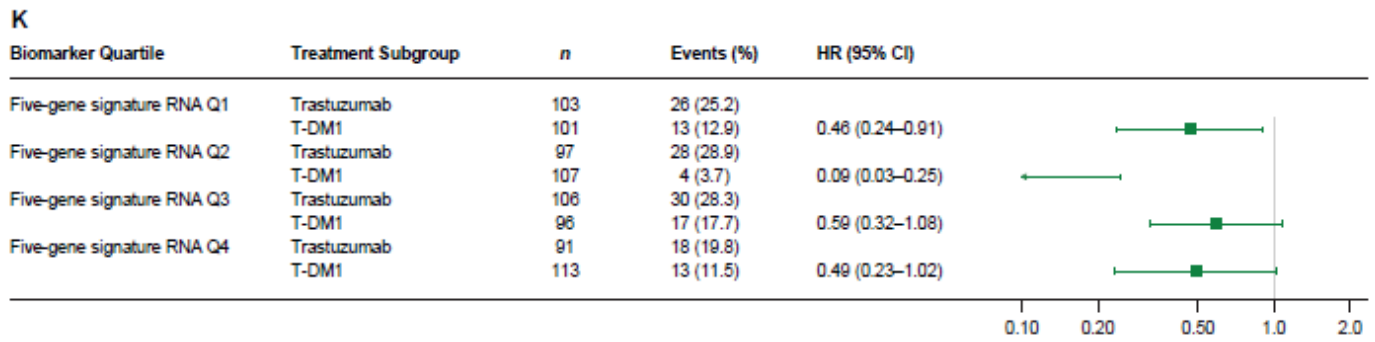 K
Biomarker Quartile Treatment Subgroup n Events (%) HR (95% CI)
Five-gene signature RNA Q1 Trastuzumab 103 26 (25.2)
T-DM1 101 13 (12.9) 0.46 (0.24–0.91)
Five-gene signature RNA Q2 Trastuzumab 97 28 (28.9)
T-DM1 107 4 (3.7) 0.09 (0.03–0.25)
Five-gene signature RNA Q3 Trastuzumab 106 30 (28.3)
T-DM1 96 17 (17.7) 0.59 (0.32–1.08)
Five-gene signature RNA Q4 Trastuzumab 91 18 (19.8)
T-DM1 113 13 (11.5) 0.49 (0.23–1.02)
0.10 0.20 0.50 1.0 2.0